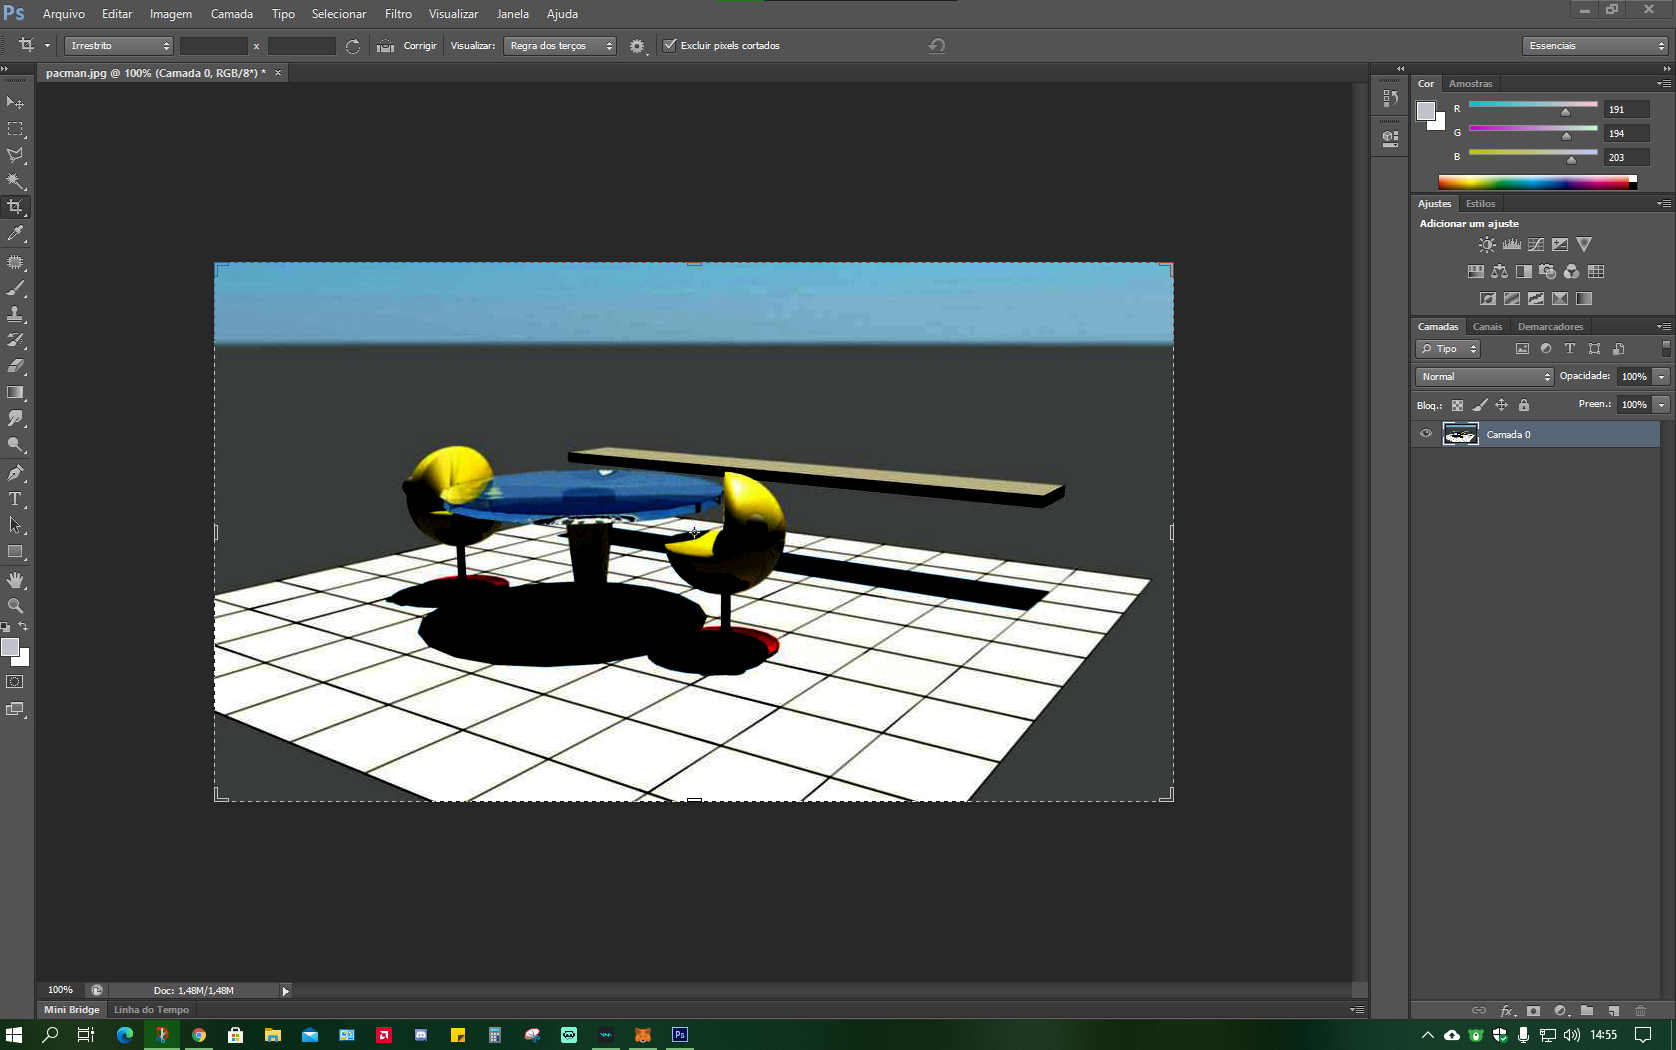 Ps Arquivo Editar Imagem Camada Tipo Selecionar Filtro Visualizar Janela Ajuda
Irrestrito x Corrigir Visualizar: Regra dos terços Excluir pixels cortados Essenciais
pacman.jpg @ 100% (Camada 0, RGB/8*) * ×
Cor Amostras
R 191
G 194
B 203
Ajustes Estilos
Adicionar um ajuste
Camadas Canais Demarcadores
Tipo
Normal Opacidade: 100%
Bloq.: Preen.: 100%
Camada 0
100% Doc: 1,48M/1,48M
Mini Bridge Linha do Tempo
fx
Ps 14:55